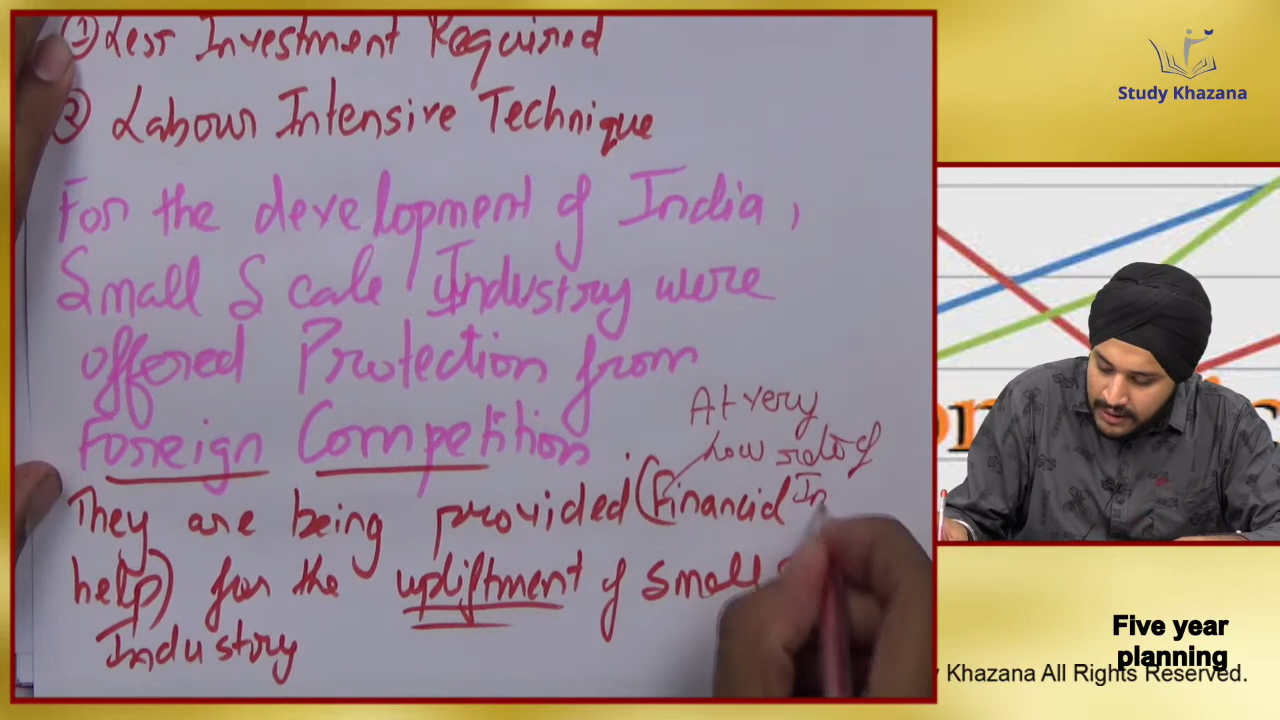 ① Less Investment Required
② Labour Intensive Technique
For the development of India,
Small Scale Industry were
offered Protection from
Foreign Competition
At very
low rate of
In
They are being provided (Financial
help) for the upliftment of small
Industry
Study Khazana
Five year
planning
Khazana All Rights Reserved.